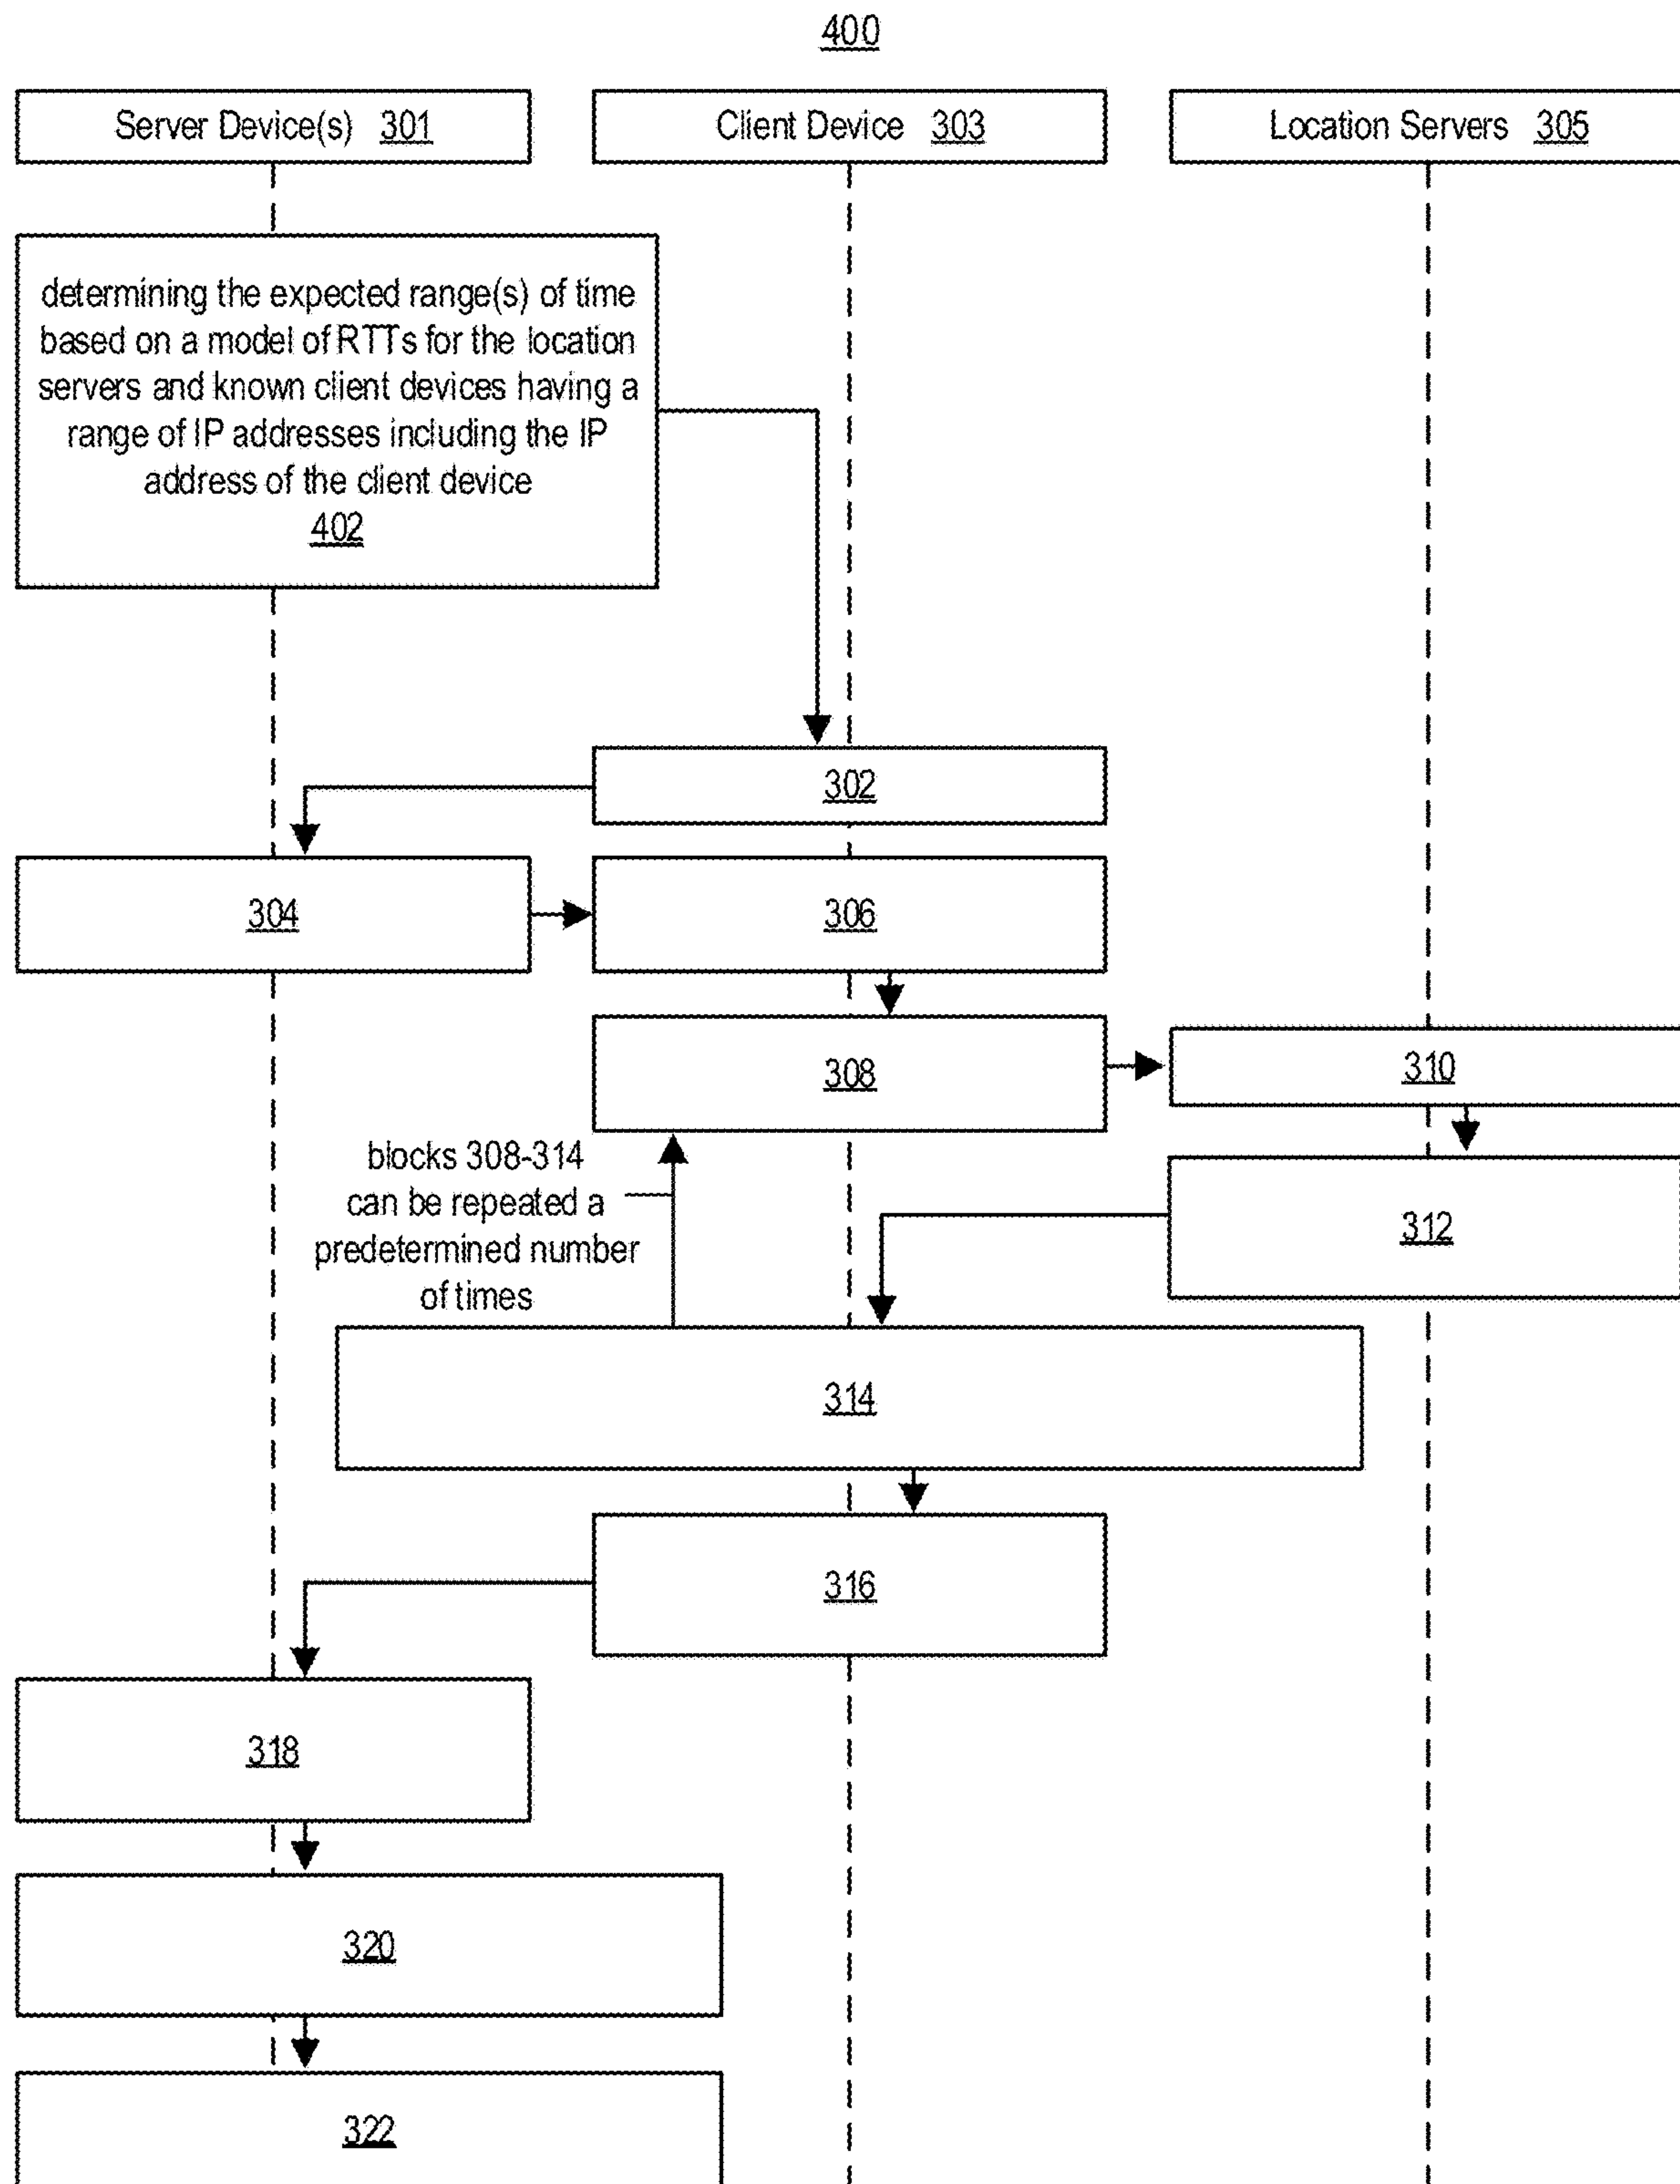 400
Server Device(s) 301
Client Device 303
Location Servers 305
determining the expected range(s) of time
based on a model of RTTs for the location
servers and known client devices having a
range of IP addresses including the IP
address of the client device
402
302
304
306
308
310
blocks 308-314
can be repeated a
predetermined number
of times
312
314
316
318
320
322